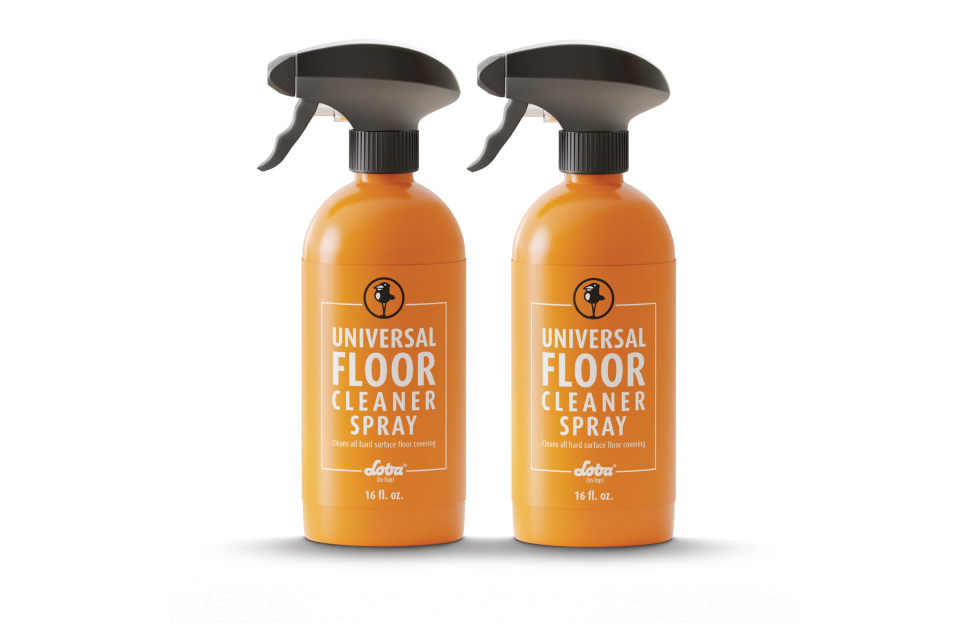 UNIVERSAL
FLOOR
CLEANER
SPRAY
Cleans all hard surface floor covering
Loba®
On Top!
16 fl. oz.
UNIVERSAL
FLOOR
CLEANER
SPRAY
Cleans all hard surface floor covering
Loba®
On Top!
16 fl. oz.